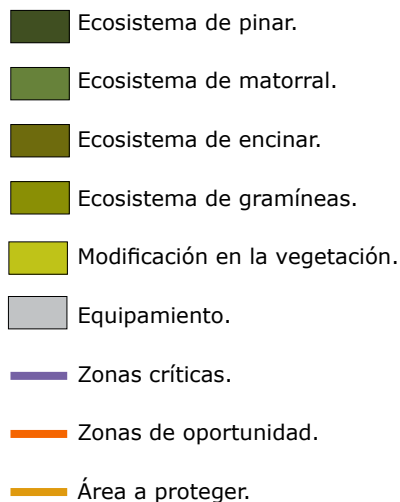 Ecosistema de pinar.
Ecosistema de matorral.
Ecosistema de encinar.
Ecosistema de gramíneas.
Modificación en la vegetación.
Equipamiento.
Zonas críticas.
Zonas de oportunidad.
Área a proteger.